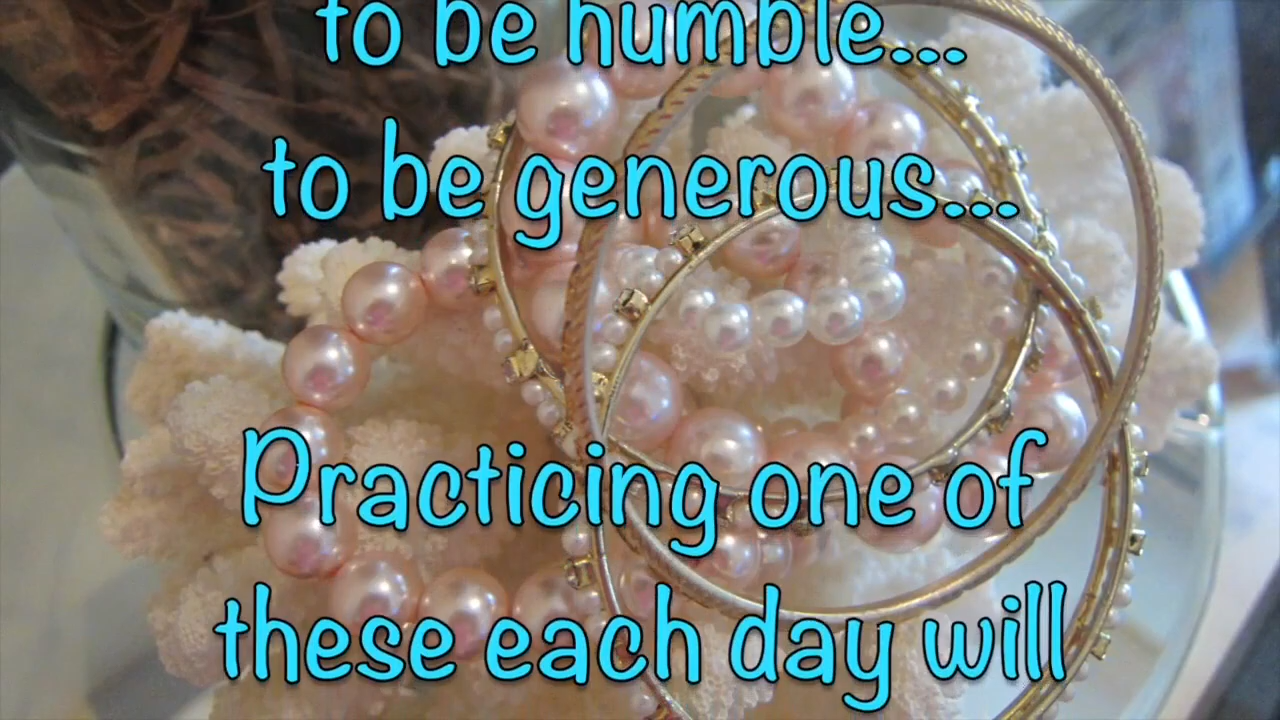 to be humble...
to be generous...
Practicing one of
these each day will